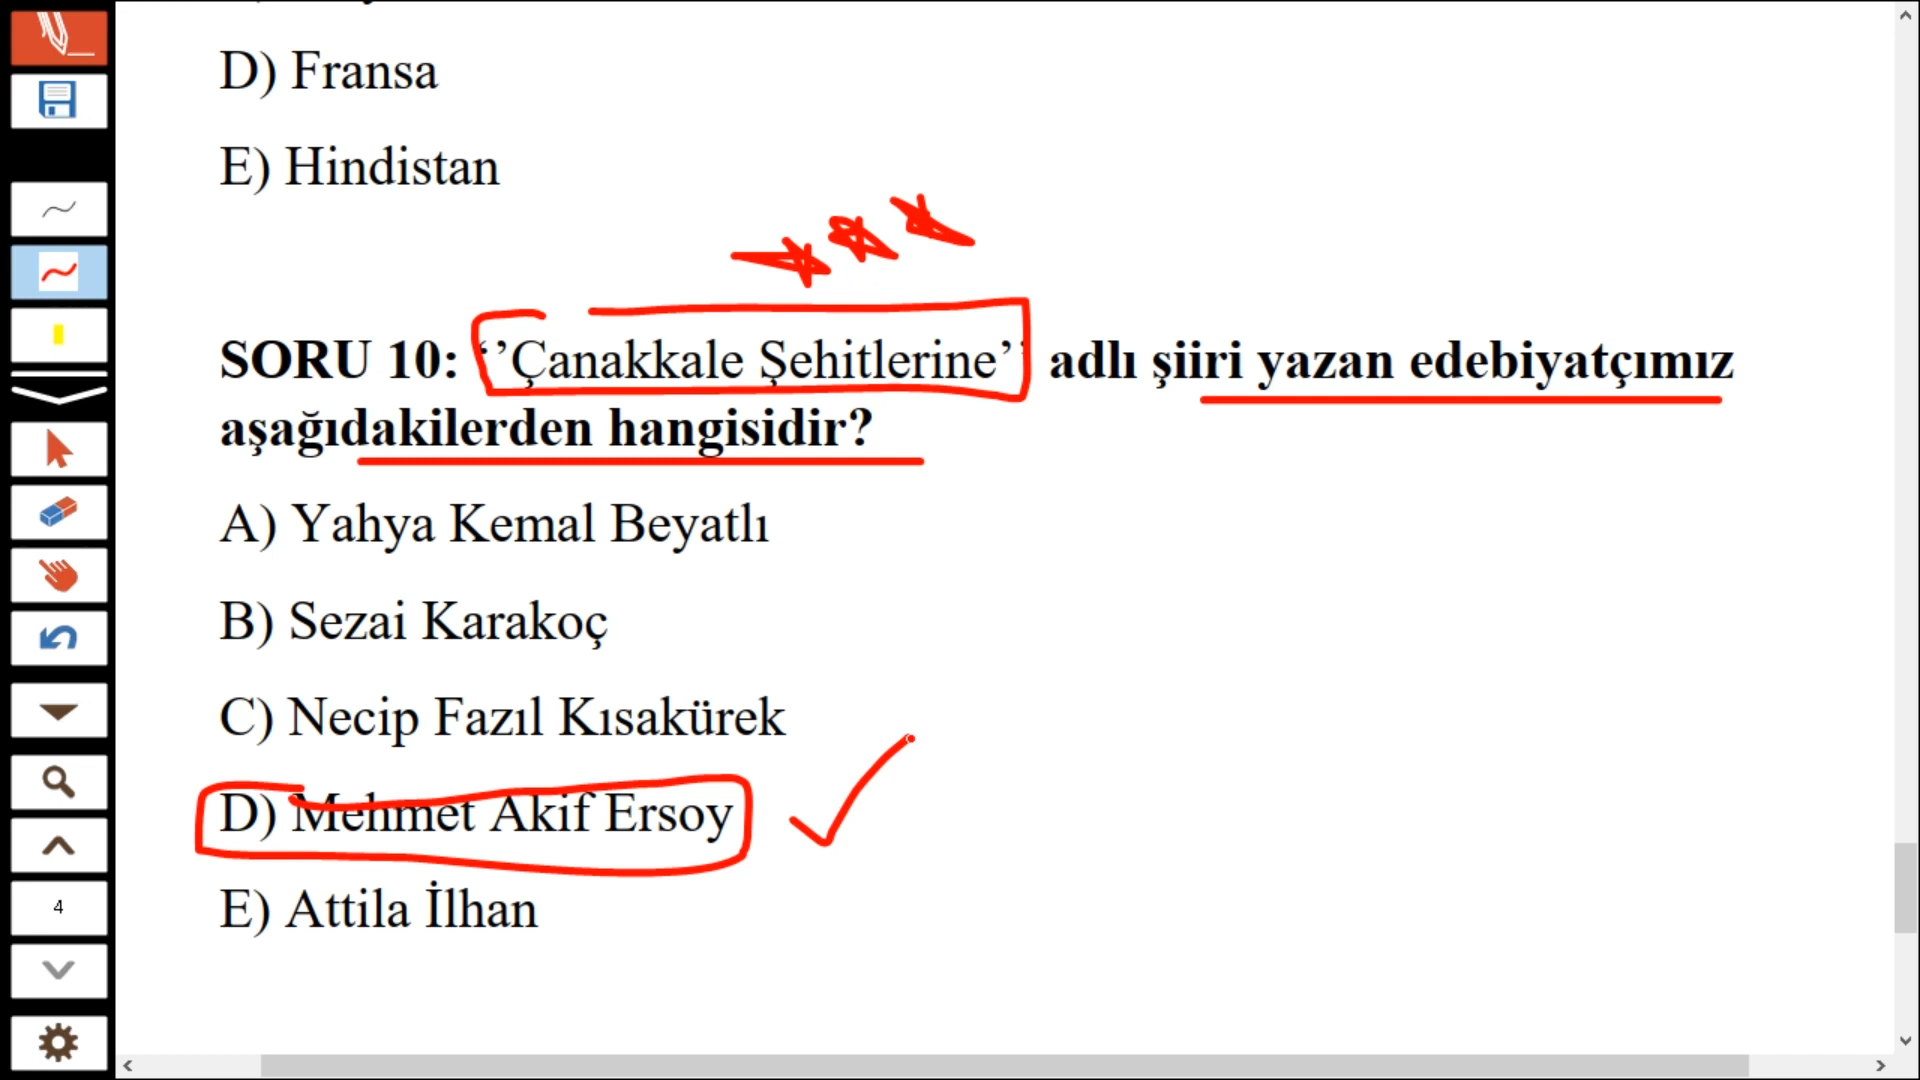 D) Fransa
E) Hindistan
SORU 10: ‘’Çanakkale Şehitlerine’’ adlı şiiri yazan edebiyatçımız
aşağıdakilerden hangisidir?
A) Yahya Kemal Beyatlı
B) Sezai Karakoç
C) Necip Fazıl Kısakürek
D) Mehmet Akif Ersoy
E) Attila İlhan
4